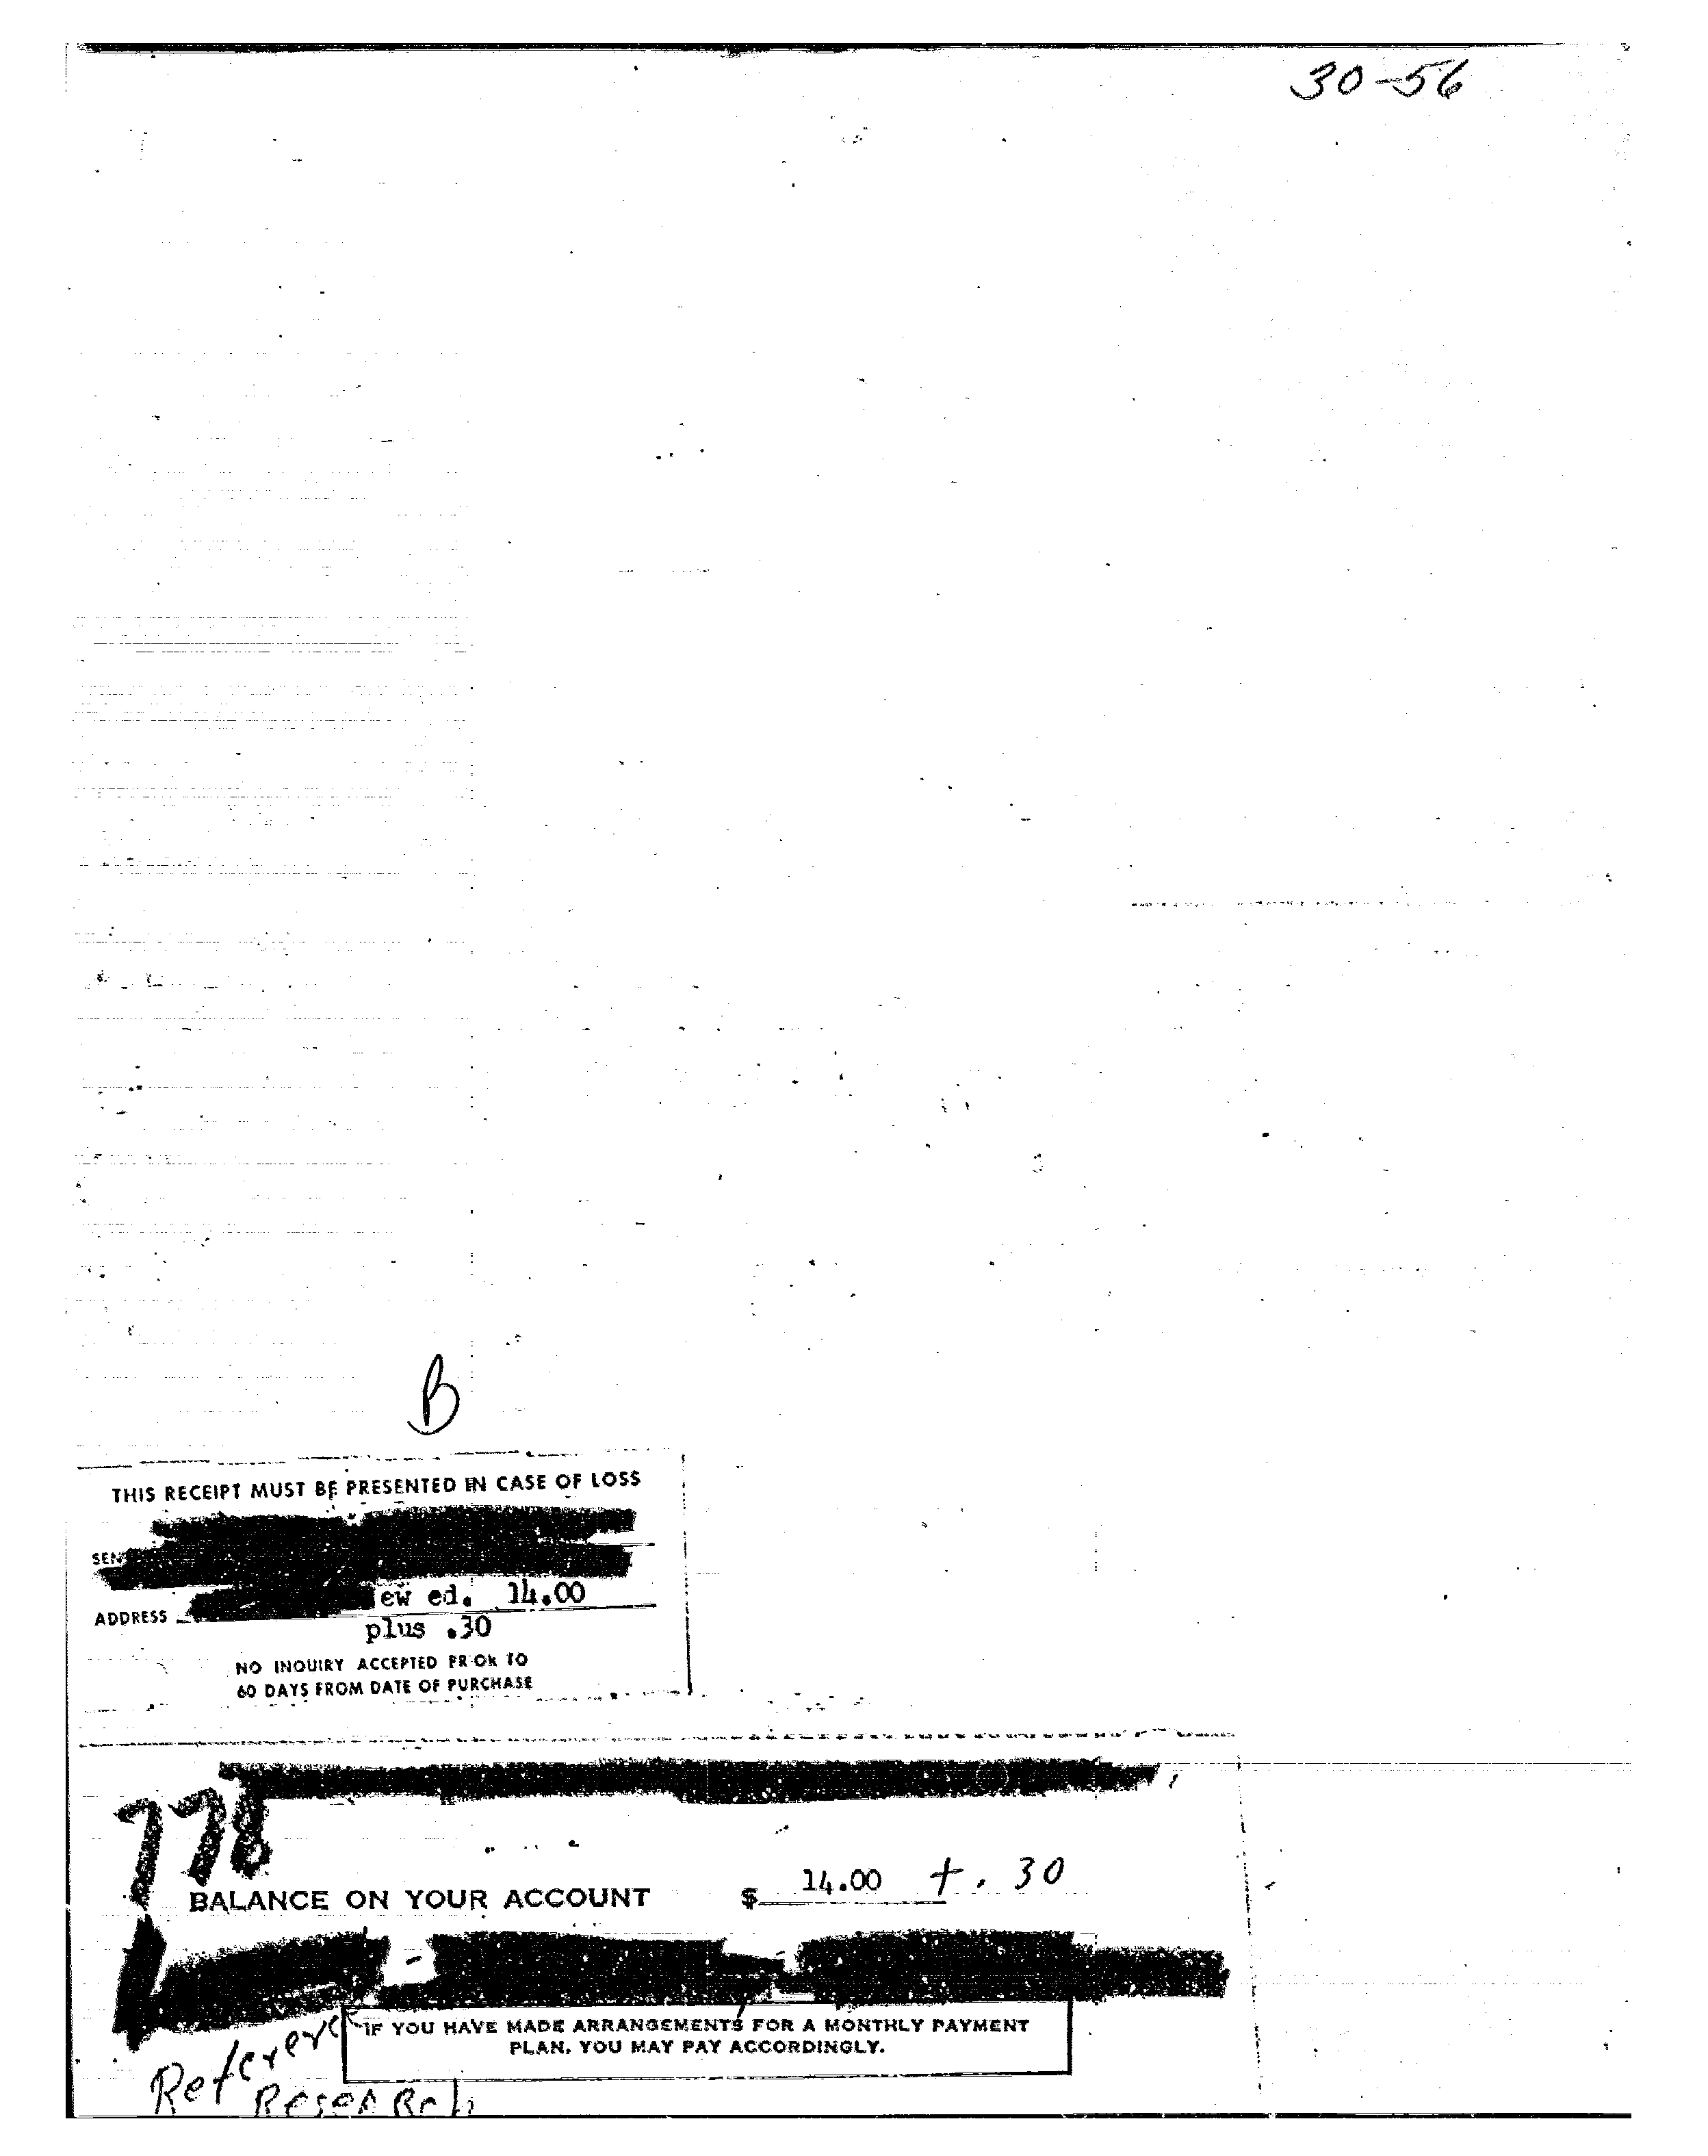 30-56
B
THIS RECEIPT MUST BE PRESENTED IN CASE OF LOSS
SEN
ew ed. 14.00
ADDRESS
plus .30
NO INQUIRY ACCEPTED PRIOR TO
60 DAYS FROM DATE OF PURCHASE
778
BALANCE ON YOUR ACCOUNT $ 14.00 + .30
IF YOU HAVE MADE ARRANGEMENTS FOR A MONTHLY PAYMENT
PLAN, YOU MAY PAY ACCORDINGLY.
Reference
Research